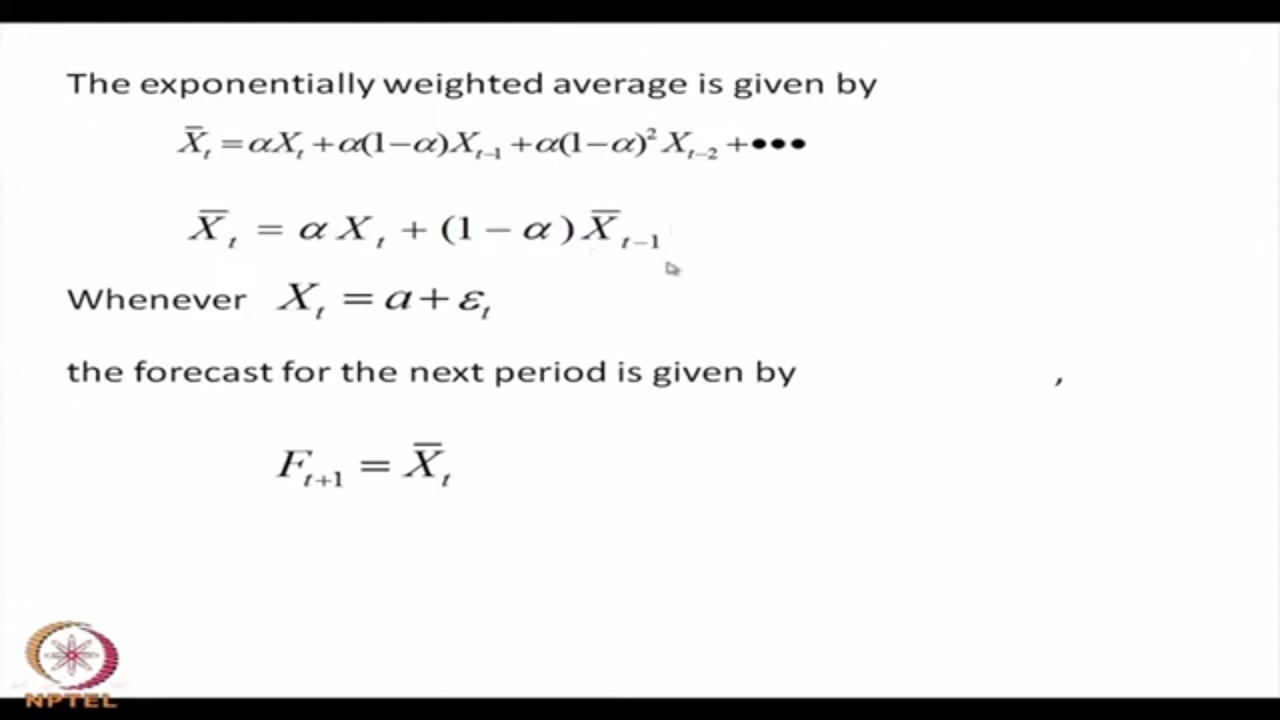 The exponentially weighted average is given by
X̄ₜ = αXₜ + α(1−α)Xₜ₋₁ + α(1−α)²Xₜ₋₂ + •••
X̄ₜ = α Xₜ + (1 − α) X̄ₜ₋₁
Whenever Xₜ = a + εₜ
the forecast for the next period is given by ,
Fₜ₊₁ = X̄ₜ
NPTEL